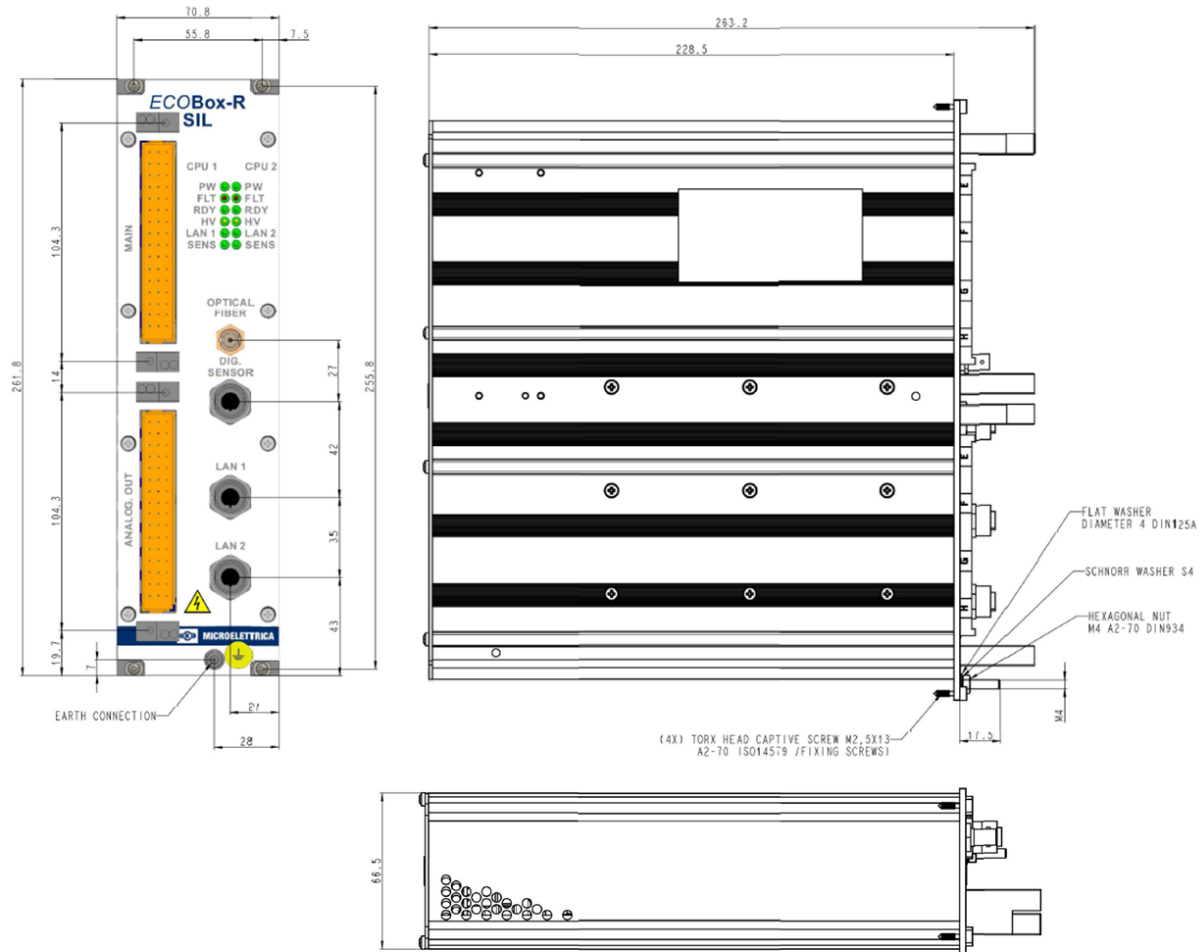 70.8
55.8
7.5
ECOBox-R
SIL
CPU 1 CPU 2
PW PW
FLT FLT
RDY RDY
HV HV
LAN 1 LAN 2
SENS SENS
MAIN
OPTICAL
FIBER
DIG.
SENSOR
LAN 1
LAN 2
ANALOG. OUT
MICROELETTRICA
261.8
104.3
14
104.3
19.7
7
255.8
27
42
35
43
EARTH CONNECTION
21
28
263.2
228.5
E
F
G
H
E
F
G
H
FLAT WASHER
DIAMETER 4 DIN125A
SCHNORR WASHER S4
HEXAGONAL NUT
M4 A2-70 DIN934
M4
17.5
(4X) TORX HEAD CAPTIVE SCREW M2,5X13
A2-70 ISO14579 /FIXING SCREWS)
66.5